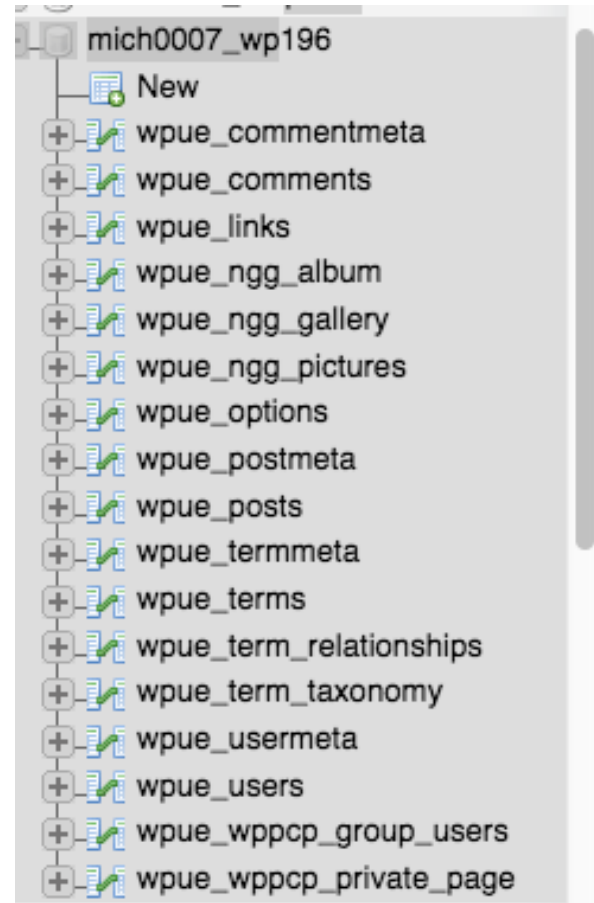 mich0007_wp196
New
wpue_commentmeta
wpue_comments
wpue_links
wpue_ngg_album
wpue_ngg_gallery
wpue_ngg_pictures
wpue_options
wpue_postmeta
wpue_posts
wpue_termmeta
wpue_terms
wpue_term_relationships
wpue_term_taxonomy
wpue_usermeta
wpue_users
wpue_wppcp_group_users
wpue_wppcp_private_page